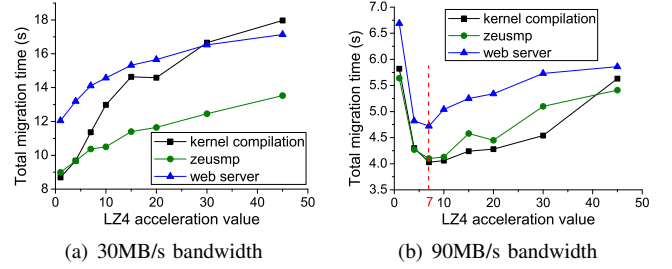 Total migration time (s)
18
16
14
12
10
8
kernel compilation
zeusmp
web server
0 10 20 30 40 50
LZ4 acceleration value
(a) 30MB/s bandwidth
Total migration time (s)
7.0
6.5
6.0
5.5
5.0
4.5
4.0
3.5
kernel compilation
zeusmp
web server
0 7 10 20 30 40 50
LZ4 acceleration value
(b) 90MB/s bandwidth